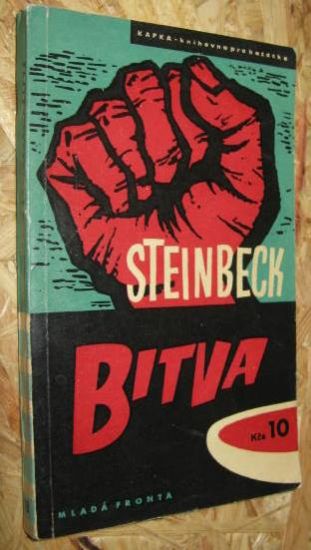 KAPKA - knihovna pro každého
STEINBECK
BITVA
Kčs 10
MLADÁ FRONTA